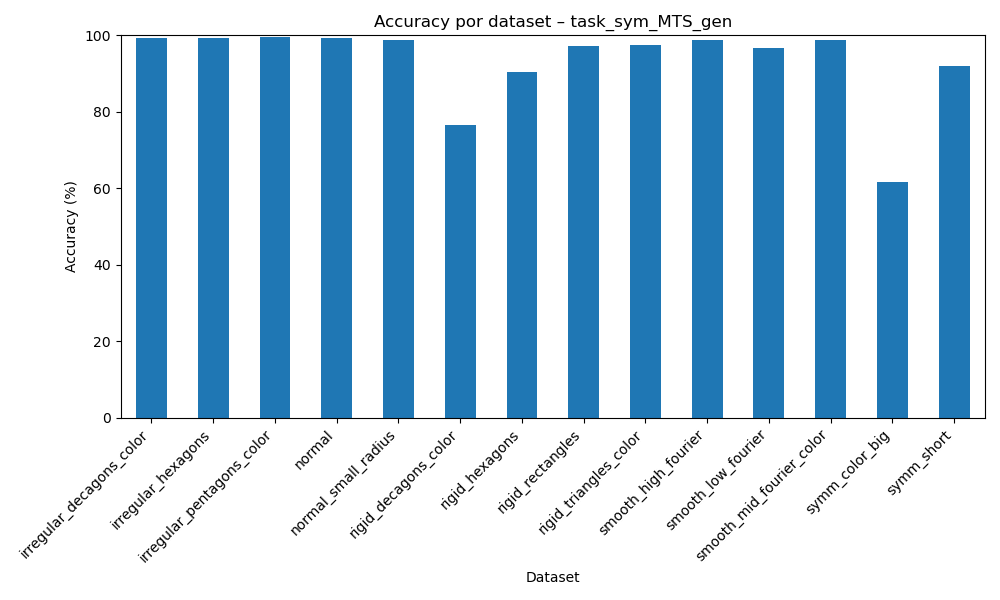 Accuracy por dataset – task_sym_MTS_gen
Accuracy (%)
100
80
60
40
20
0
irregular_decagons_color
irregular_hexagons
irregular_pentagons_color
normal
normal_small_radius
rigid_decagons_color
rigid_hexagons
rigid_rectangles
rigid_triangles_color
smooth_high_fourier
smooth_low_fourier
smooth_mid_fourier_color
symm_color_big
symm_short
Dataset